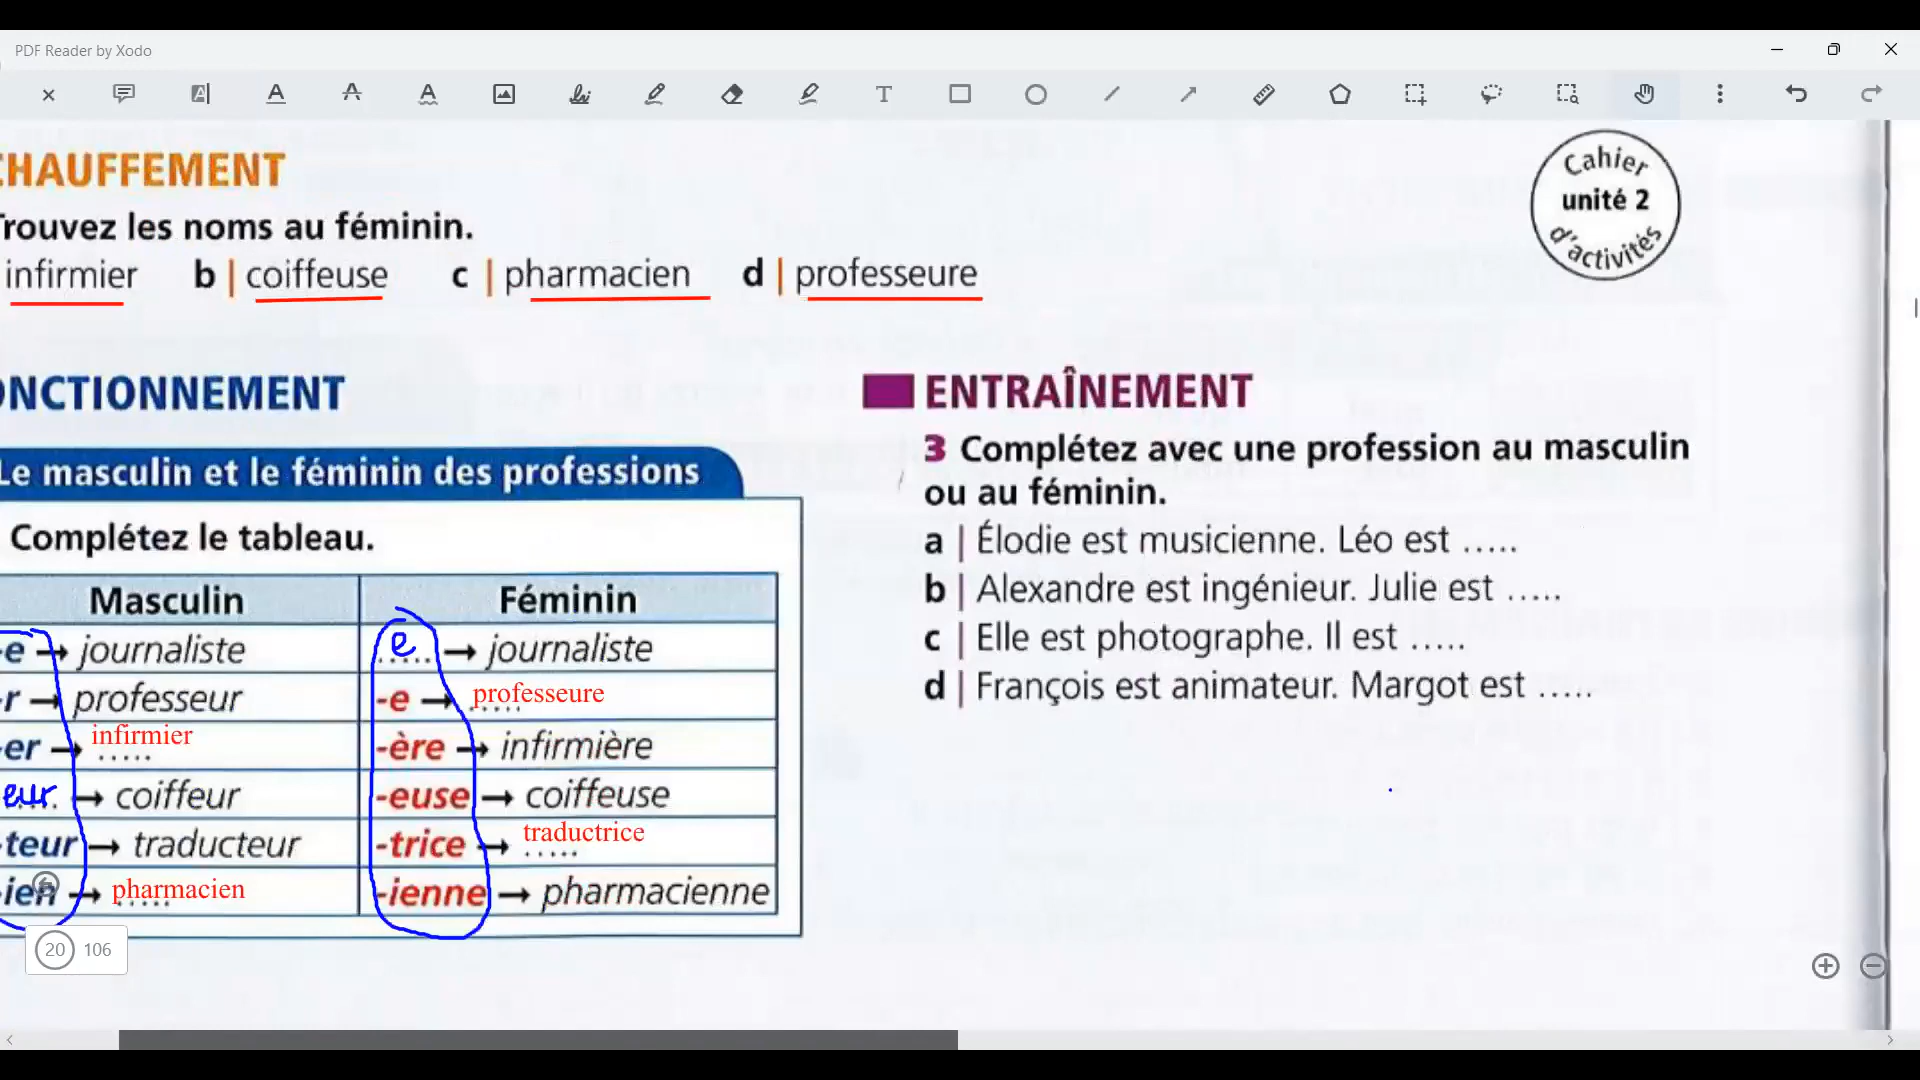 PDF Reader by Xodo
CHAUFFEMENT
Trouvez les noms au féminin.
infirmier b | coiffeuse c | pharmacien d | professeure
Cahier
unité 2
d'activités
ONCTIONNEMENT
Le masculin et le féminin des professions
Complétez le tableau.
Masculin Féminin
-e → journaliste e ..... → journaliste
-r → professeur -e → ..... professeure
-er → ..... infirmier -ère → infirmière
eur. → coiffeur -euse → coiffeuse
-teur → traducteur -trice → ..... traductrice
-ien → ..... pharmacien -ienne → pharmacienne
ENTRAÎNEMENT
3 Complétez avec une profession au masculin
ou au féminin.
a | Élodie est musicienne. Léo est .....
b | Alexandre est ingénieur. Julie est .....
c | Elle est photographe. Il est .....
d | François est animateur. Margot est .....
20 106